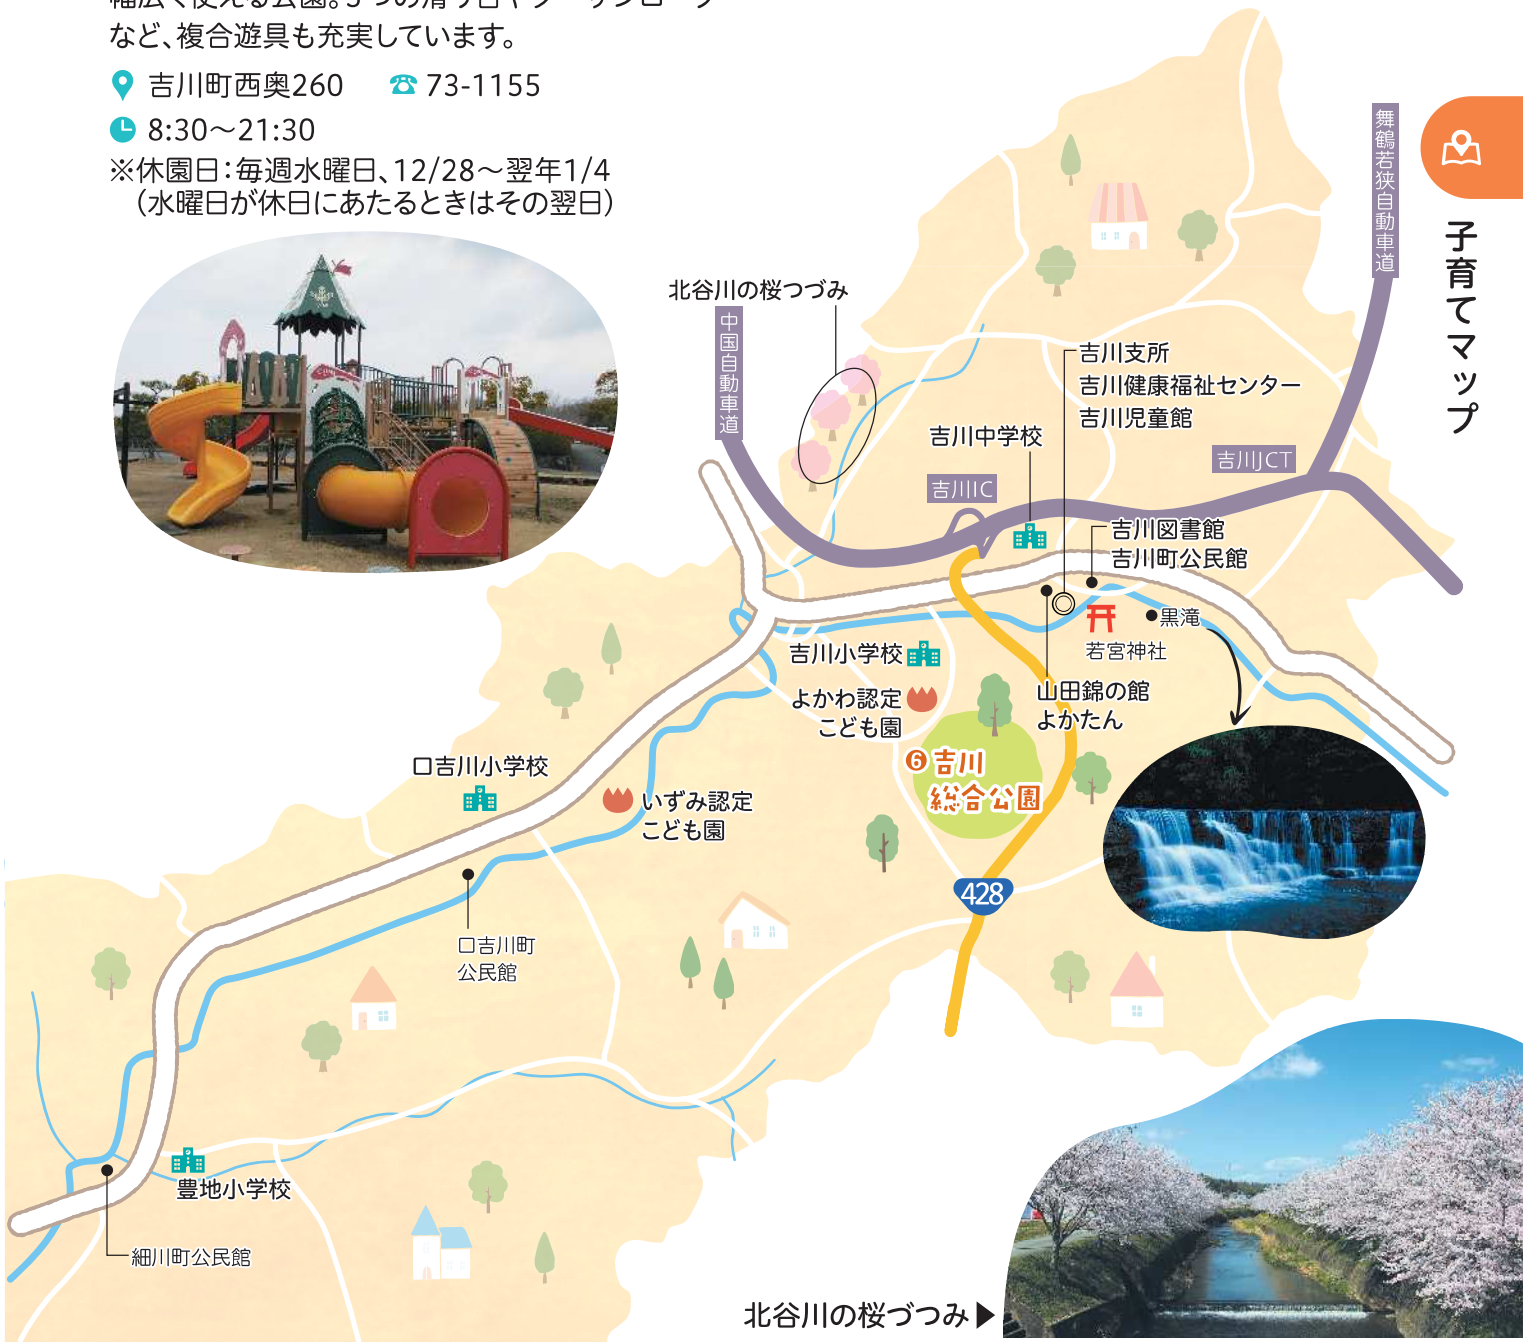 など、複合遊具も充実しています。
吉川町西奥260 73-1155
8:30～21:30
※休園日：毎週水曜日、12/28～翌年1/4
（水曜日が休日にあたるときはその翌日）
子育てマップ
舞鶴若狭自動車道
北谷川の桜つづみ
中国自動車道
吉川支所
吉川健康福祉センター
吉川児童館
吉川中学校
吉川JCT
吉川IC
吉川図書館
吉川町公民館
黒滝
若宮神社
吉川小学校
よかわ認定
こども園
山田錦の館
よかたん
❻吉川
総合公園
口吉川小学校
いずみ認定
こども園
428
口吉川町
公民館
豊地小学校
細川町公民館
北谷川の桜づつみ▶